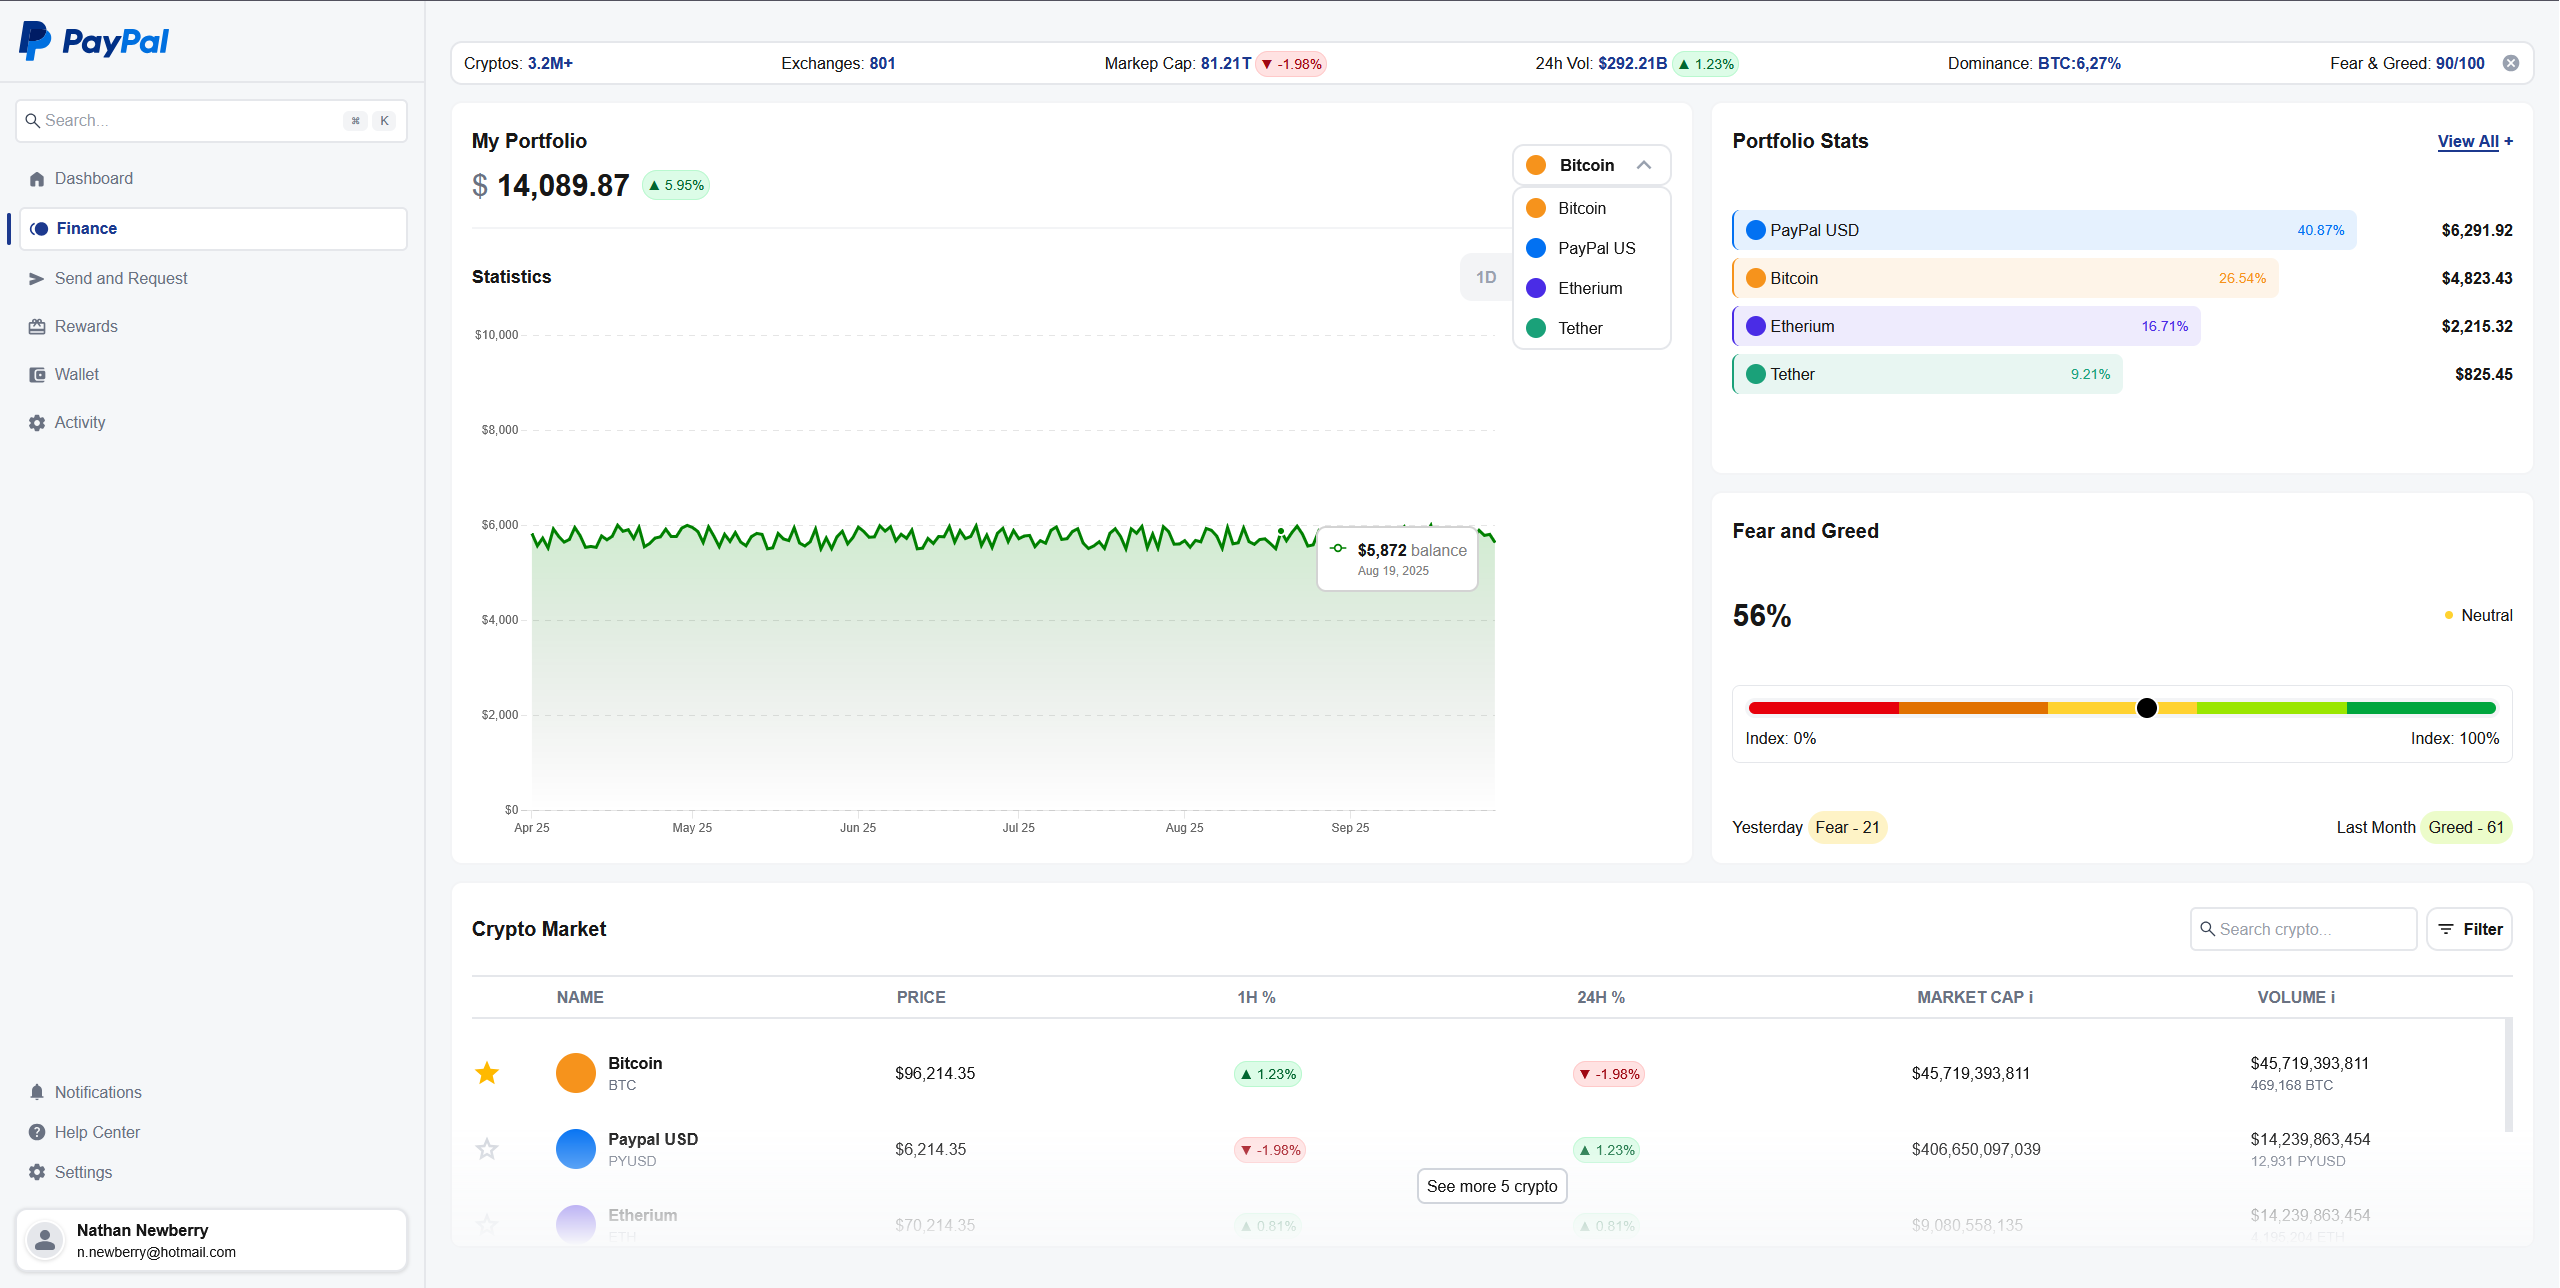 PayPal
Search...
⌘ K
Dashboard
Finance
Send and Request
Rewards
Wallet
Activity
Notifications
Help Center
Settings
Nathan Newberry
n.newberry@hotmail.com
Cryptos: 3.2M+ Exchanges: 801 Markep Cap: 81.21T ▼ -1.98% 24h Vol: $292.21B ▲ 1.23% Dominance: BTC:6,27% Fear & Greed: 90/100
My Portfolio
$ 14,089.87 ▲ 5.95%
Bitcoin
Bitcoin
PayPal US
Etherium
Tether
Statistics
1D
$10,000
$8,000
$6,000
$4,000
$2,000
$0
$5,872 balance
Aug 19, 2025
Apr 25 May 25 Jun 25 Jul 25 Aug 25 Sep 25
Portfolio Stats View All +
PayPal USD 40.87% $6,291.92
Bitcoin 26.54% $4,823.43
Etherium 16.71% $2,215.32
Tether 9.21% $825.45
Fear and Greed
56% Neutral
Index: 0% Index: 100%
Yesterday Fear - 21 Last Month Greed - 61
Crypto Market Search crypto... Filter
NAME PRICE 1H % 24H % MARKET CAP i VOLUME i
Bitcoin
BTC
$96,214.35 ▲ 1.23% ▼ -1.98% $45,719,393,811
$45,719,393,811
469,168 BTC
Paypal USD
PYUSD
$6,214.35 ▼ -1.98% ▲ 1.23% $406,650,097,039
$14,239,863,454
12,931 PYUSD
See more 5 crypto
Etherium
ETH
$70,214.35 ▲ 0.81% ▲ 0.81% $9,080,558,135
$14,239,863,454
4,195,204 ETH